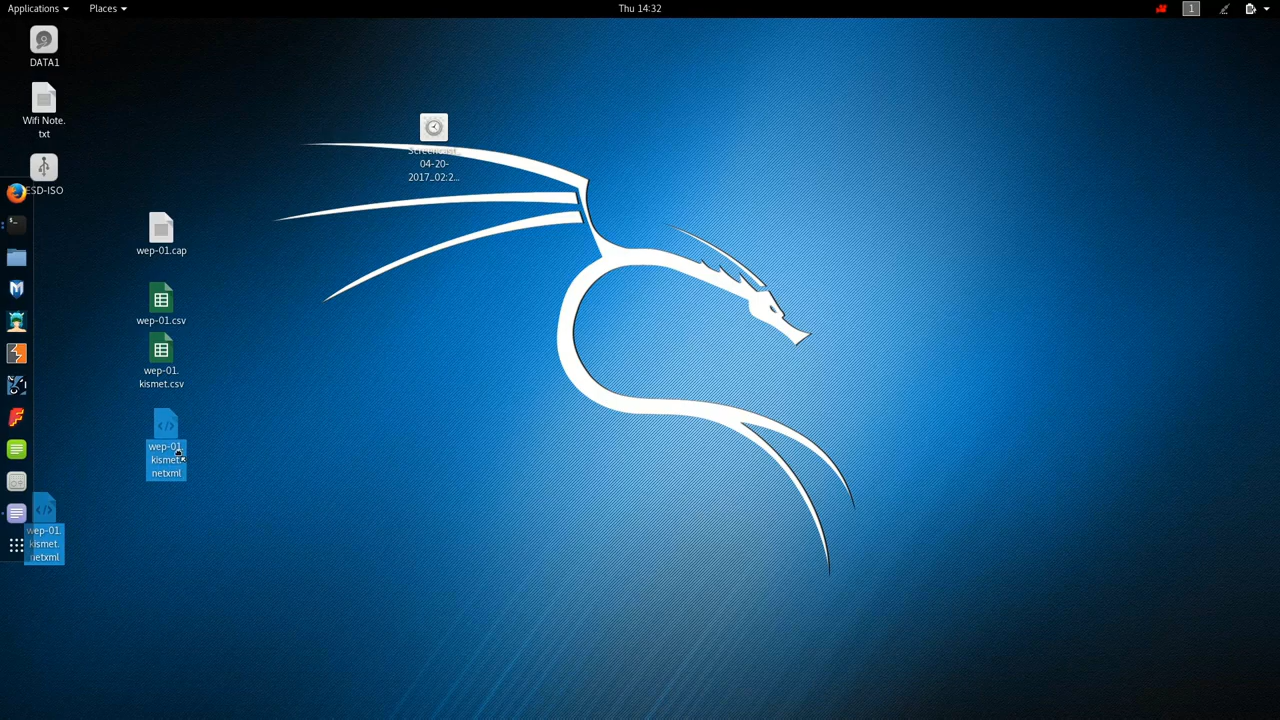 Applications
Places
Thu 14:32
1
DATA1
Wifi Note.
txt
ESD-ISO
Screencast
04-20-
2017_02:2...
wep-01.cap
wep-01.csv
wep-01.
kismet.csv
wep-01.
kismet.
netxml
wep-01.
kismet.
netxml